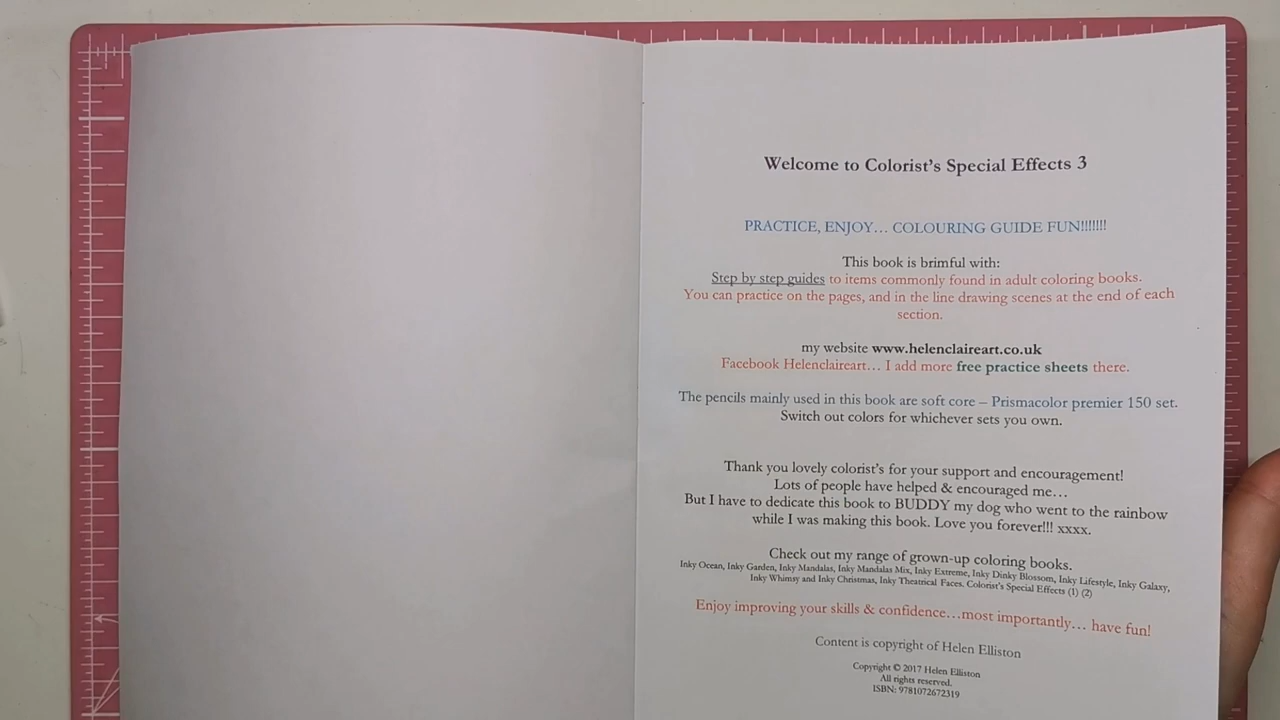 Welcome to Colorist's Special Effects 3
PRACTICE, ENJOY… COLOURING GUIDE FUN!!!!!!!
This book is brimful with:
Step by step guides to items commonly found in adult coloring books.
You can practice on the pages, and in the line drawing scenes at the end of each
section.
my website www.helenclaireart.co.uk
Facebook Helenclaireart… I add more free practice sheets there.
The pencils mainly used in this book are soft core – Prismacolor premier 150 set.
Switch out colors for whichever sets you own.
Thank you lovely colorist's for your support and encouragement!
Lots of people have helped & encouraged me…
But I have to dedicate this book to BUDDY my dog who went to the rainbow
while I was making this book. Love you forever!!! xxxx.
Check out my range of grown-up coloring books.
Inky Ocean, Inky Garden, Inky Mandalas, Inky Mandalas Mix, Inky Extreme, Inky Dinky Blossom, Inky Lifestyle, Inky Galaxy,
Inky Whimsy and Inky Christmas, Inky Theatrical Faces. Colorist's Special Effects (1) (2)
Enjoy improving your skills & confidence…most importantly… have fun!
Content is copyright of Helen Elliston
Copyright © 2017 Helen Elliston
All rights reserved.
ISBN: 9781072672319